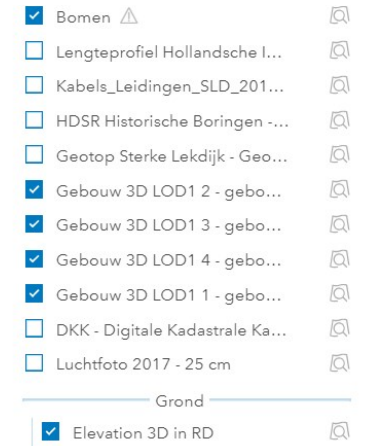 Bomen
Lengteprofiel Hollandsche I...
Kabels_Leidingen_SLD_201...
HDSR Historische Boringen -...
Geotop Sterke Lekdijk - Geo...
Gebouw 3D LOD1 2 - gebo...
Gebouw 3D LOD1 3 - gebo...
Gebouw 3D LOD1 4 - gebo...
Gebouw 3D LOD1 1 - gebo...
DKK - Digitale Kadastrale Ka...
Luchtfoto 2017 - 25 cm
Grond
Elevation 3D in RD